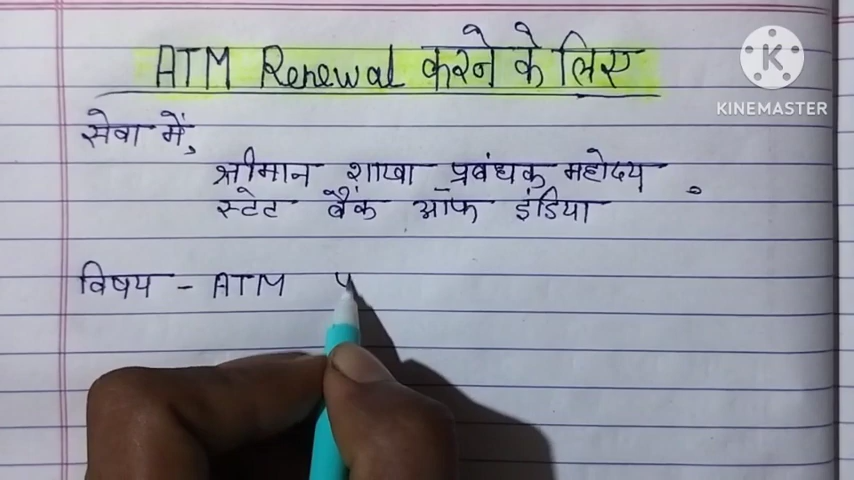 ATM Renewal करने के लिए
KINEMASTER
सेवा में,
श्रीमान शाखा प्रबंधक महोदय
स्टेट बैंक ऑफ इंडिया
विषय - ATM